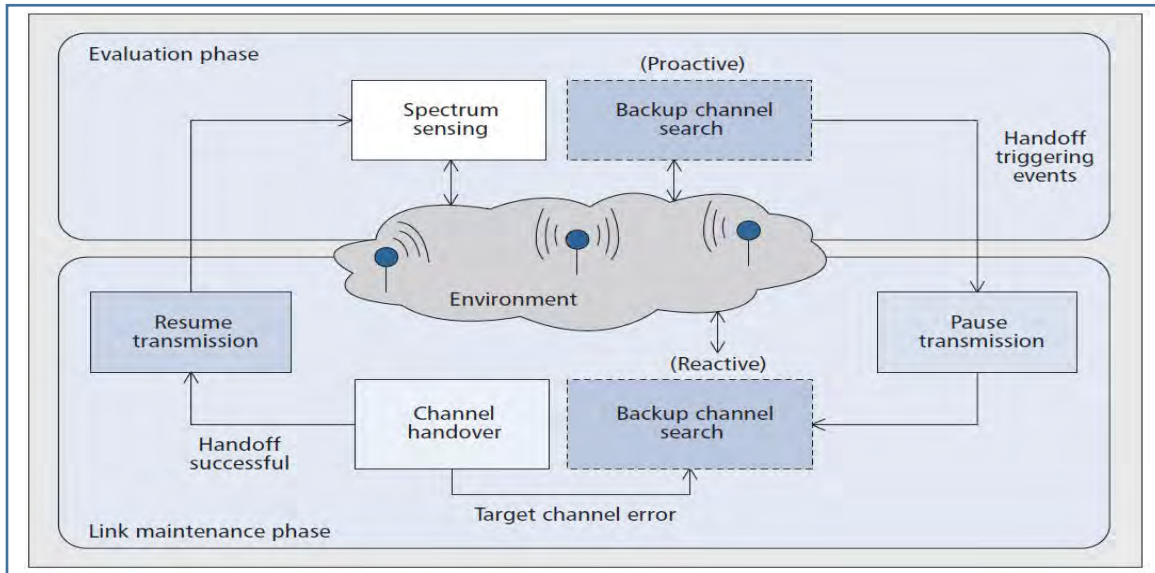 Evaluation phase
(Proactive)
Spectrum
sensing
Backup channel
search
Handoff
triggering
events
Environment
Resume
transmission
Pause
transmission
(Reactive)
Channel
handover
Backup channel
search
Handoff
successful
Target channel error
Link maintenance phase